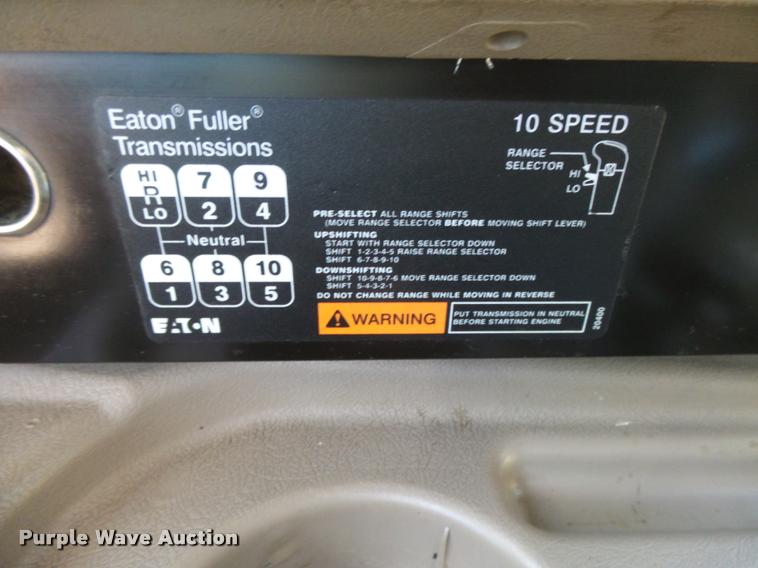 Eaton® Fuller®
Transmissions
10 SPEED
RANGE
SELECTOR
HI
LO
HI
R
LO
7
2
9
4
Neutral
6
1
8
3
10
5
EATON
PRE-SELECT ALL RANGE SHIFTS
(MOVE RANGE SELECTOR BEFORE MOVING SHIFT LEVER)
UPSHIFTING
START WITH RANGE SELECTOR DOWN
SHIFT 1-2-3-4-5 RAISE RANGE SELECTOR
SHIFT 6-7-8-9-10
DOWNSHIFTING
SHIFT 10-9-8-7-6 MOVE RANGE SELECTOR DOWN
SHIFT 5-4-3-2-1
DO NOT CHANGE RANGE WHILE MOVING IN REVERSE
WARNING
PUT TRANSMISSION IN NEUTRAL
BEFORE STARTING ENGINE
20400
Purple Wave Auction